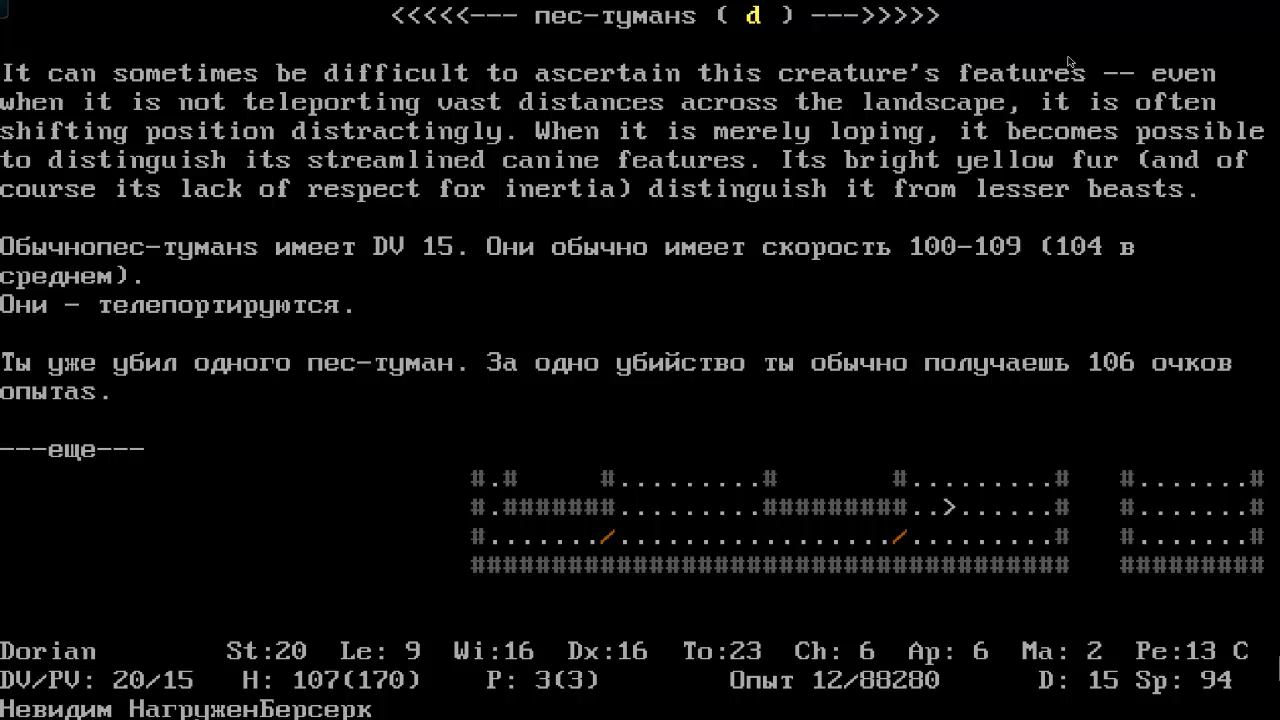 <<<<<--- пес-туманs ( d ) --->>>>>
It can sometimes be difficult to ascertain this creature's features -- even
when it is not teleporting vast distances across the landscape, it is often
shifting position distractingly. When it is merely loping, it becomes possible
to distinguish its streamlined canine features. Its bright yellow fur (and of
course its lack of respect for inertia) distinguish it from lesser beasts.
Обычнопес-туманs имеет DV 15. Они обычно имеет скорость 100-109 (104 в
среднем).
Они - телепортируются.
Ты уже убил одного пес-туман. За одно убийство ты обычно получаешь 106 очков
опытаs.
---еще---
#.# #.........# #.........# #.......#
#.#######.........#########..>......# #.......#
#......./................./.........# #.......#
##################################### #########
Dorian St:20 Le: 9 Wi:16 Dx:16 To:23 Ch: 6 Ap: 6 Ma: 2 Pe:13 C
DV/PV: 20/15 H: 107(170) P: 3(3) Опыт 12/88280 D: 15 Sp: 94
Невидим НагруженБерсерк